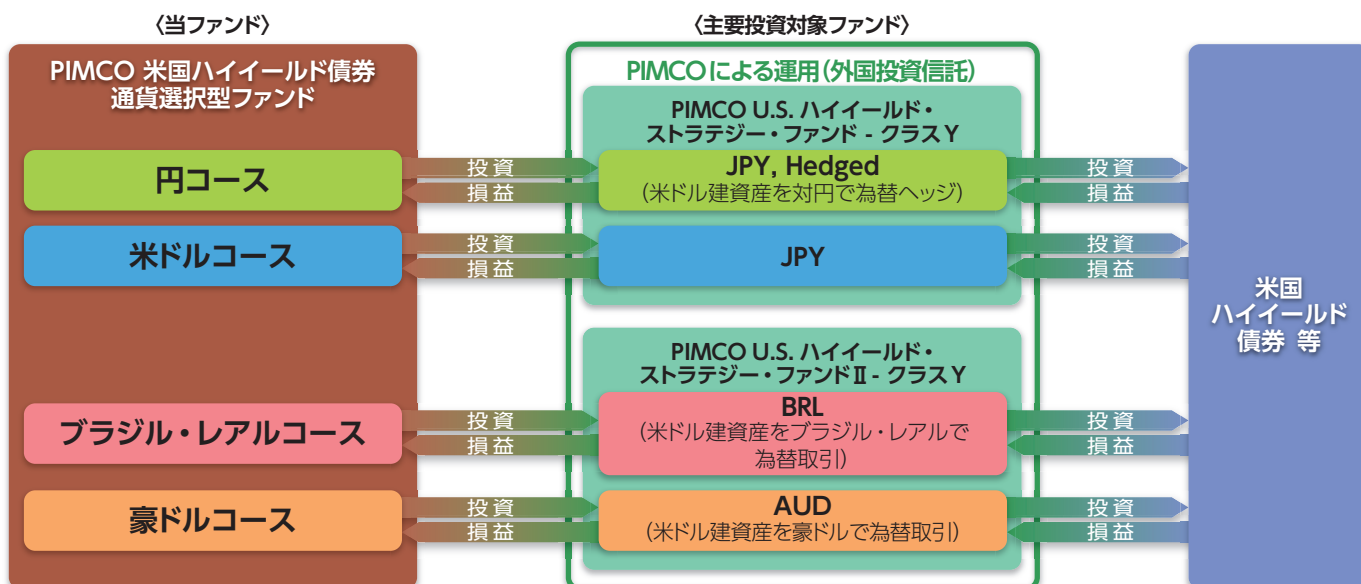 〈当ファンド〉
〈主要投資対象ファンド〉
PIMCO 米国ハイイールド債券
通貨選択型ファンド
PIMCOによる運用(外国投資信託)
PIMCO U.S. ハイイールド・
ストラテジー・ファンド - クラスY
円コース
投資
損益
JPY, Hedged
(米ドル建資産を対円で為替ヘッジ)
投資
損益
米ドルコース
投資
損益
JPY
投資
損益
米国
ハイイールド
債券 等
PIMCO U.S. ハイイールド・
ストラテジー・ファンドⅡ - クラスY
ブラジル・レアルコース
投資
損益
BRL
(米ドル建資産をブラジル・レアルで
為替取引)
投資
損益
豪ドルコース
投資
損益
AUD
(米ドル建資産を豪ドルで為替取引)
投資
損益